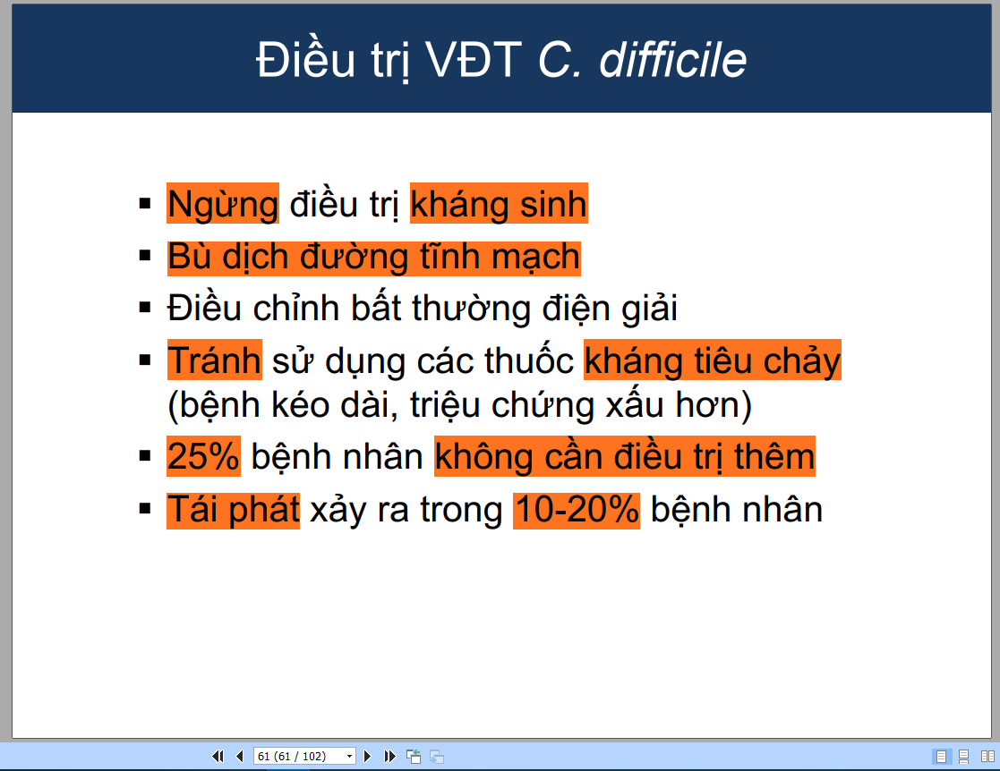 Điều trị VĐT C. difficile
▪ Ngừng điều trị kháng sinh
▪ Bù dịch đường tĩnh mạch
▪ Điều chỉnh bất thường điện giải
▪ Tránh sử dụng các thuốc kháng tiêu chảy
(bệnh kéo dài, triệu chứng xấu hơn)
▪ 25% bệnh nhân không cần điều trị thêm
▪ Tái phát xảy ra trong 10-20% bệnh nhân
61 (61 / 102)